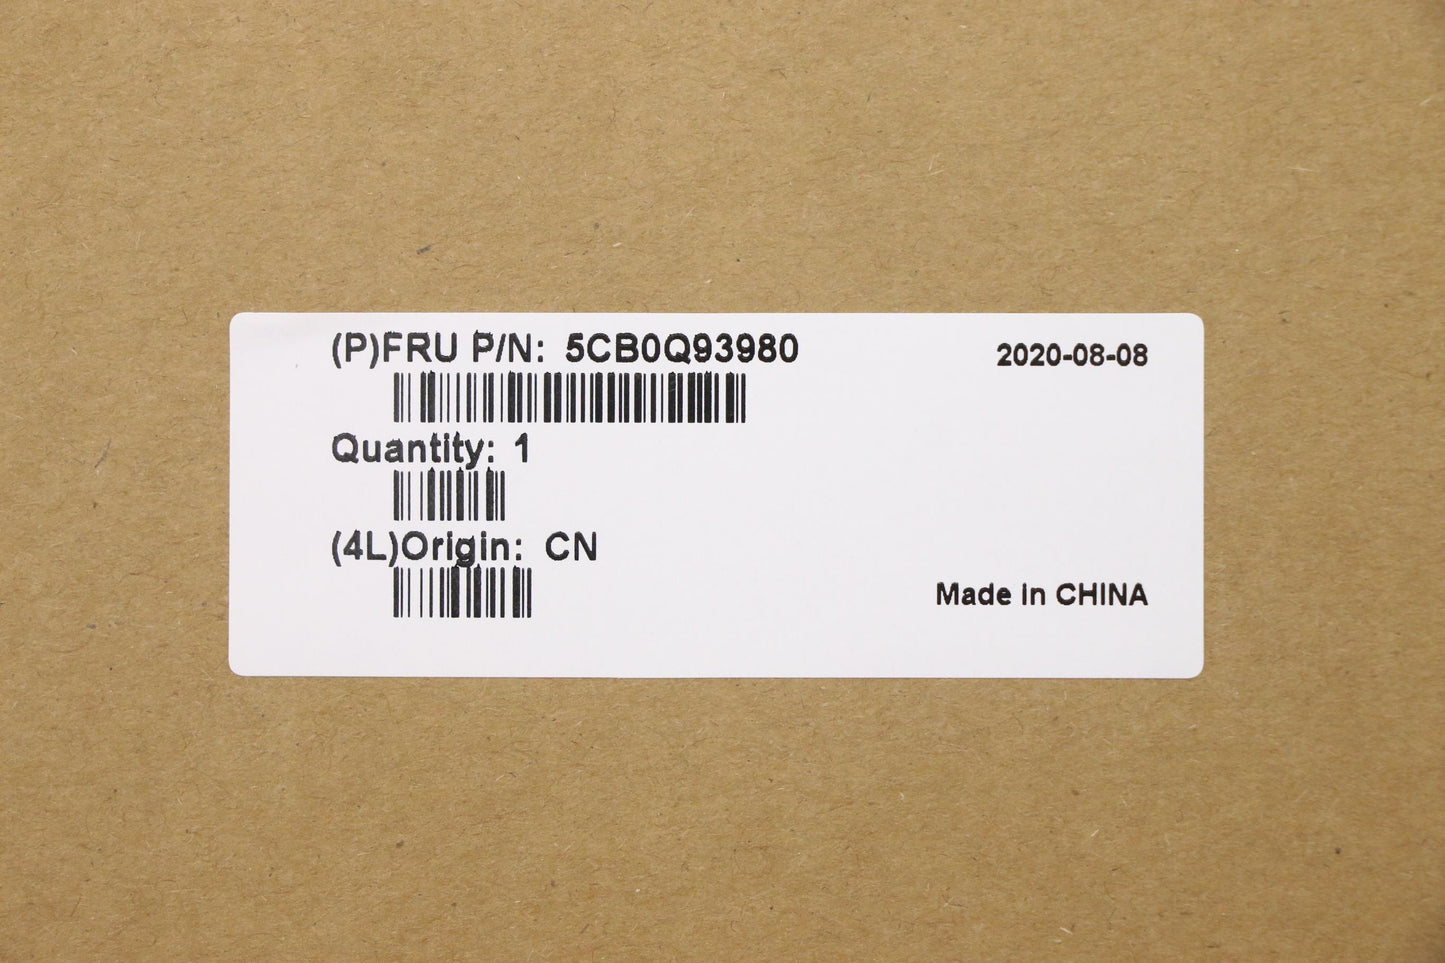 (P)FRU P/N: 5CB0Q93980
2020-08-08
Quantity: 1
(4L)Origin: CN
Made in CHINA